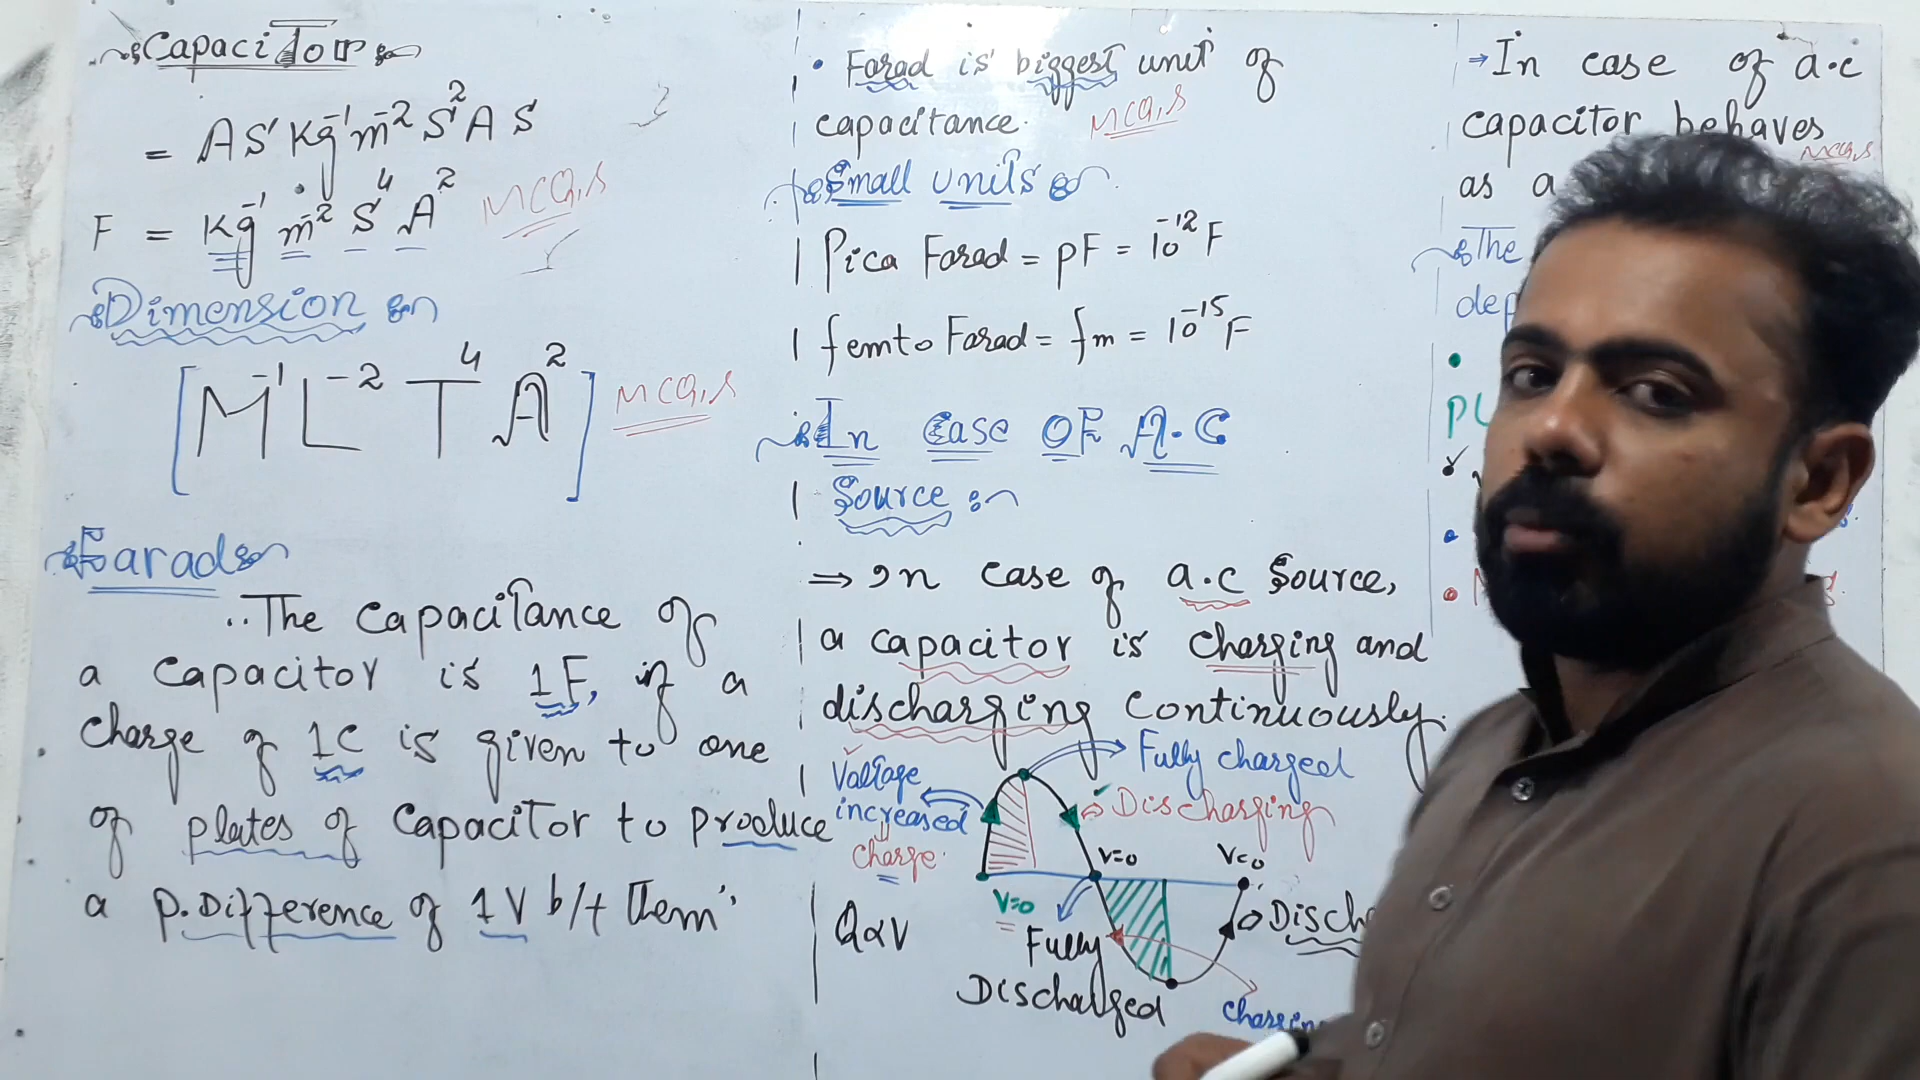 Capacitor
= AS¹ Kg⁻¹ m⁻² S² A S
F = Kg⁻¹ m⁻² S⁴ A² MCQ,s
Dimension
[M⁻¹ L⁻² T⁴ A²] MCQ,s
Farad
The capacitance of
a capacitor is 1F, if a
charge of 1C is given to one
of plates of capacitor to produce
a p.Difference of 1V b/t them
• Farad is biggest unit of
capacitance. MCQ,s
Small units
Pica Farad = pF = 10⁻¹² F
femto Farad = fm = 10⁻¹⁵ F
In Case OF A.C
Source
⇒ In case of a.c source,
a capacitor is charging and
discharging continuously.
Voltage
increased
charge
Fully charged
Discharging
V=0
V=0
V=0
Q∝V
Fully
Discharged
→ In case of a.c
capacitor behaves
MCQ,s
as a
The